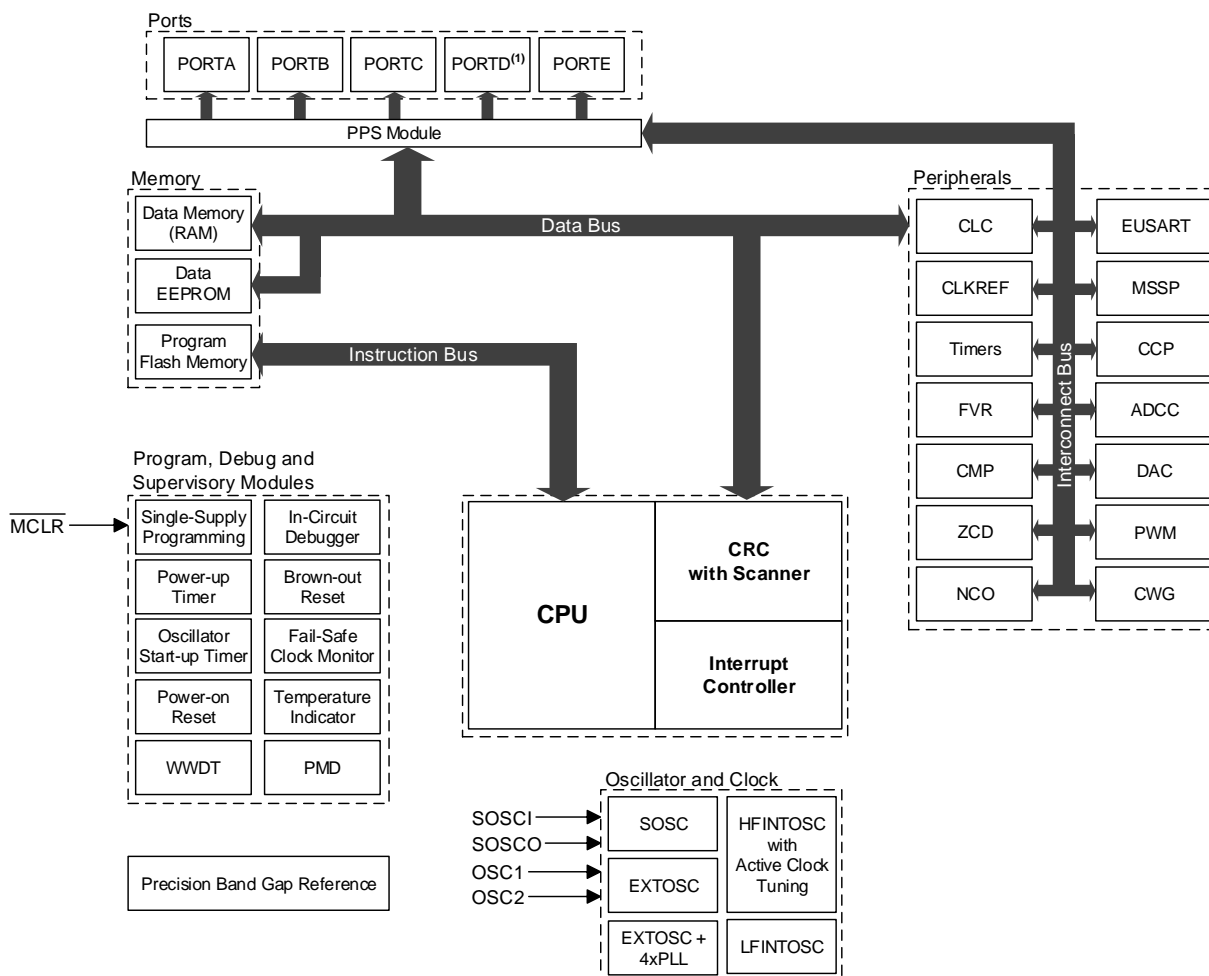 Ports
PORTA
PORTB
PORTC
PORTD(1)
PORTE
PPS Module
Memory
Data Memory
(RAM)
Data
EEPROM
Program
Flash Memory
Data Bus
Instruction Bus
Peripherals
CLC
EUSART
CLKREF
MSSP
Timers
CCP
FVR
ADCC
CMP
DAC
ZCD
PWM
NCO
CWG
Interconnect Bus
Program, Debug and
Supervisory Modules
MCLR
Single-Supply
Programming
In-Circuit
Debugger
Power-up
Timer
Brown-out
Reset
Oscillator
Start-up Timer
Fail-Safe
Clock Monitor
Power-on
Reset
Temperature
Indicator
WWDT
PMD
CPU
CRC
with Scanner
Interrupt
Controller
Precision Band Gap Reference
Oscillator and Clock
SOSCI
SOSCO
OSC1
OSC2
SOSC
HFINTOSC
with
Active Clock
Tuning
EXTOSC
EXTOSC +
4xPLL
LFINTOSC